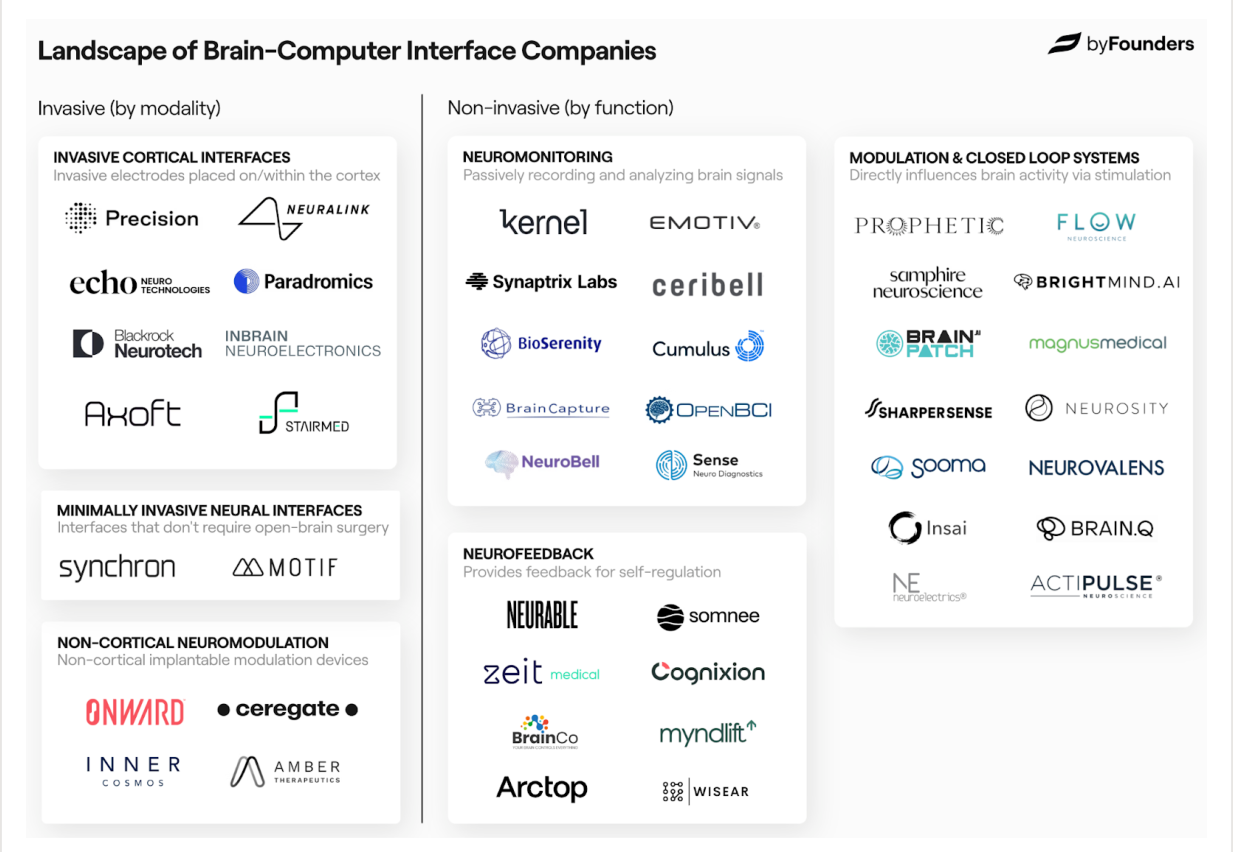 Landscape of Brain-Computer Interface Companies
byFounders
Invasive (by modality)
INVASIVE CORTICAL INTERFACES
Invasive electrodes placed on/within the cortex
Precision
NEURALINK
echo NEURO TECHNOLOGIES
Paradromics
Blackrock Neurotech
INBRAIN NEUROELECTRONICS
Axoft
STAIRMED
MINIMALLY INVASIVE NEURAL INTERFACES
Interfaces that don't require open-brain surgery
synchron
MOTIF
NON-CORTICAL NEUROMODULATION
Non-cortical implantable modulation devices
ONWARD
ceregate
INNER COSMOS
AMBER THERAPEUTICS
Non-invasive (by function)
NEUROMONITORING
Passively recording and analyzing brain signals
kernel
EMOTIV®
Synaptrix Labs
ceribell
BioSerenity
Cumulus
BrainCapture
OPENBCI
NeuroBell
Sense Neuro Diagnostics
NEUROFEEDBACK
Provides feedback for self-regulation
NEURABLE
somnee
zeit medical
Cognixion
BrainCo
myndlift
Arctop
WISEAR
MODULATION & CLOSED LOOP SYSTEMS
Directly influences brain activity via stimulation
PROPHETIC
FLOW NEUROSCIENCE
samphire neuroscience
BRIGHTMIND.AI
BRAIN PATCH
magnusmedical
SHARPERSENSE
NEUROSITY
sooma
NEUROVALENS
Insai
BRAIN.Q
NE neuroelectrics®
ACTIPULSE® NEUROSCIENCE